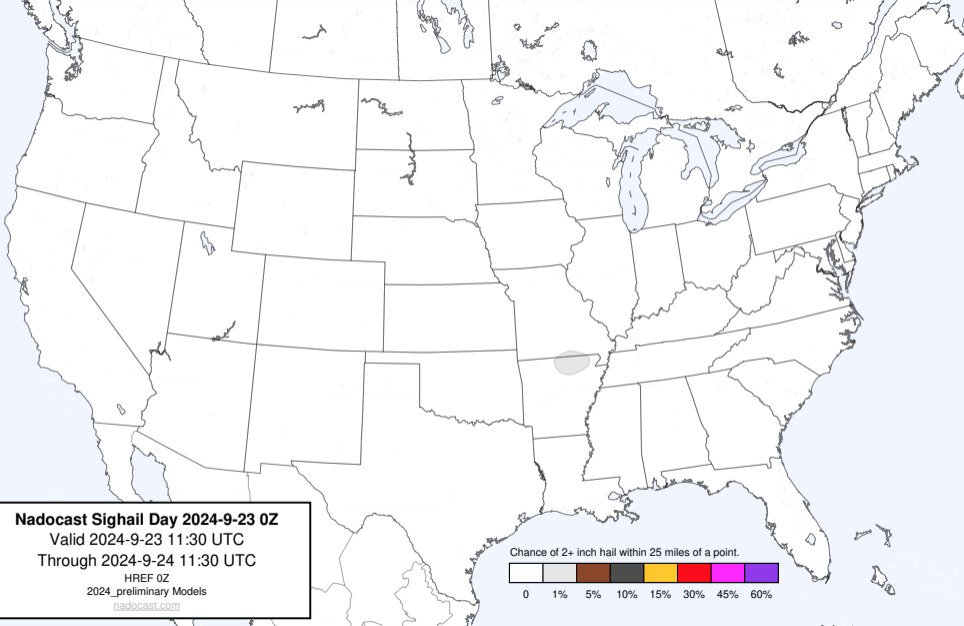 Nadocast Sighail Day 2024-9-23 0Z
Valid 2024-9-23 11:30 UTC
Through 2024-9-24 11:30 UTC
HREF 0Z
2024_preliminary Models
nadocast.com
Chance of 2+ inch hail within 25 miles of a point.
0 1% 5% 10% 15% 30% 45% 60%